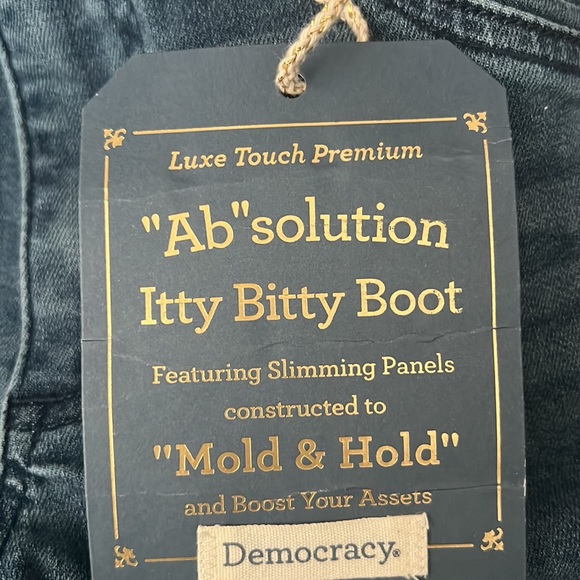 Luxe Touch Premium
"Ab"solution
Itty Bitty Boot
Featuring Slimming Panels
constructed to
"Mold & Hold"
and Boost Your Assets
Democracy®